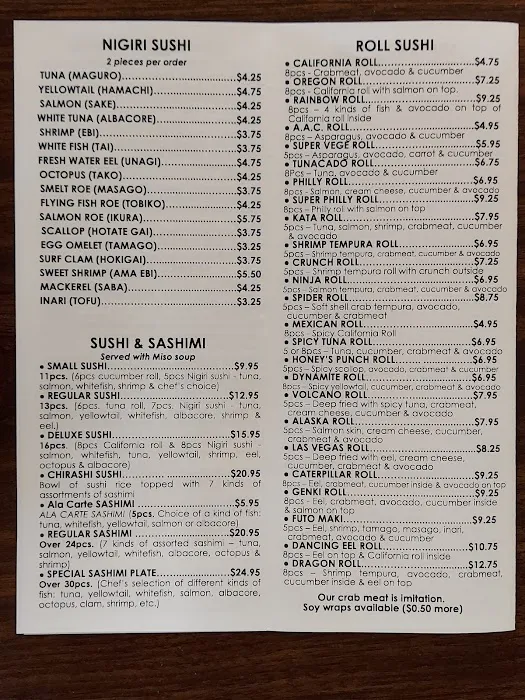 NIGIRI SUSHI
2 pieces per order
TUNA (MAGURO)...$4.25
YELLOWTAIL (HAMACHI)...$4.75
SALMON (SAKE)...$4.25
WHITE TUNA (ALBACORE)...$4.25
SHRIMP (EBI)...$3.75
WHITE FISH (TAI)...$3.75
FRESH WATER EEL (UNAGI)...$4.75
OCTOPUS (TAKO)...$4.25
SMELT ROE (MASAGO)...$3.75
FLYING FISH ROE (TOBIKO)...$4.25
SALMON ROE (IKURA)...$5.75
SCALLOP (HOTATE GAI)...$3.75
EGG OMELET (TAMAGO)...$3.25
SURF CLAM (HOKIGAI)...$3.75
SWEET SHRIMP (AMA EBI)...$5.50
MACKEREL (SABA)...$4.25
INARI (TOFU)...$3.25
SUSHI & SASHIMI
Served with Miso soup
• SMALL SUSHI...$9.95
11pcs. (6pcs cucumber roll, 5pcs Nigiri sushi - tuna,
salmon, whitefish, shrimp & chef's choice)
• REGULAR SUSHI...$12.95
13pcs. (6pcs. tuna roll, 7pcs. Nigiri sushi - tuna,
salmon, yellowtail, whitefish, albacore, shrimp &
eel.)
• DELUXE SUSHI...$15.95
16pcs. (8pcs California roll & 8pcs Nigiri sushi -
salmon, whitefish, tuna, yellowtail, shrimp, eel,
octopus & albacore)
• CHIRASHI SUSHI...$20.95
Bowl of sushi rice topped with 7 kinds of
assortments of sashimi
• Ala Carte SASHIMI...$5.95
ALA CARTE SASHIMI (5pcs. Choice of a kind of fish:
tuna, whitefish, yellowtail, salmon or albacore)
• REGULAR SASHIMI...$20.95
Over 24pcs. (7 kinds of assorted sashimi – tuna,
salmon, yellowtail, whitefish, albacore, octopus &
shrimp)
• SPECIAL SASHIMI PLATE...$24.95
Over 30pcs. (Chef's selection of different kinds of
fish: tuna, yellowtail, whitefish, salmon, albacore,
octopus, clam, shrimp, etc.)
ROLL SUSHI
• CALIFORNIA ROLL...$4.75
8pcs - Crabmeat, avocado & cucumber
• OREGON ROLL...$7.25
8pcs - California roll with salmon on top.
• RAINBOW ROLL...$9.25
8pcs – 4 kinds of fish & avocado on top of
California roll inside
• A.A.C. ROLL...$4.95
8pcs – Asparagus, avocado & cucumber
• SUPER VEGE ROLL...$5.95
5pcs – Asparagus, avocado, carrot & cucumber
• TUNACADO ROLL...$6.75
8Pcs – Tuna, avocado & cucumber
• PHILLY ROLL...$6.95
8pcs - Salmon, cream cheese, cucumber & avocado
• SUPER PHILLY ROLL...$9.25
8pcs – Philly roll with salmon on top
• KATA ROLL...$7.95
5pcs – Tuna, salmon, shrimp, crabmeat, cucumber
& avocado
• SHRIMP TEMPURA ROLL...$6.95
5pcs – Shrimp tempura, crabmeat, cucumber & avocado
• CRUNCH ROLL...$7.25
5pcs – Shrimp tempura roll with crunch outside
• NINJA ROLL...$6.95
5pcs – Salmon tempura, crabmeat, cucumber & avocado
• SPIDER ROLL...$8.75
5pcs – Soft shell crab tempura, avocado,
cucumber & crabmeat
• MEXICAN ROLL...$4.95
8pcs – Spicy California Roll
• SPICY TUNA ROLL...$6.95
5 or 8pcs – Tuna, cucumber, crabmeat & avocado
• HONEY'S PUNCH ROLL...$6.95
5pcs – Spicy scallop, avocado, crabmeat & cucumber
• DYNAMITE ROLL...$6.95
8pcs – Spicy yellowtail, cucumber, crabmeat & avocado
• VOLCANO ROLL...$7.95
5pcs – Deep fried with spicy tuna, crabmeat,
cream cheese, cucumber & avocado
• ALASKA ROLL...$7.95
5pcs – Salmon skin, cream cheese, cucumber,
crabmeat & avocado
• LAS VEGAS ROLL...$8.25
5pcs – Deep fried with eel, cream cheese,
cucumber, crabmeat & avocado
• CATERPILLAR ROLL...$9.25
8pcs – Eel, crabmeat, cucumber inside & avocado on top
• GENKI ROLL...$9.25
8pcs – Eel, crabmeat, avocado, cucumber inside
& salmon on top
• FUTO MAKI...$9.25
5pcs – Eel, shrimp, tamago, masago, inari,
crabmeat, avocado & cucumber
• DANCING EEL ROLL...$10.75
8pcs – Eel on top & California roll inside
• DRAGON ROLL...$12.75
8pcs – Shrimp tempura, avocado, crabmeat,
cucumber inside & eel on top
Our crab meat is imitation.
Soy wraps available ($0.50 more)